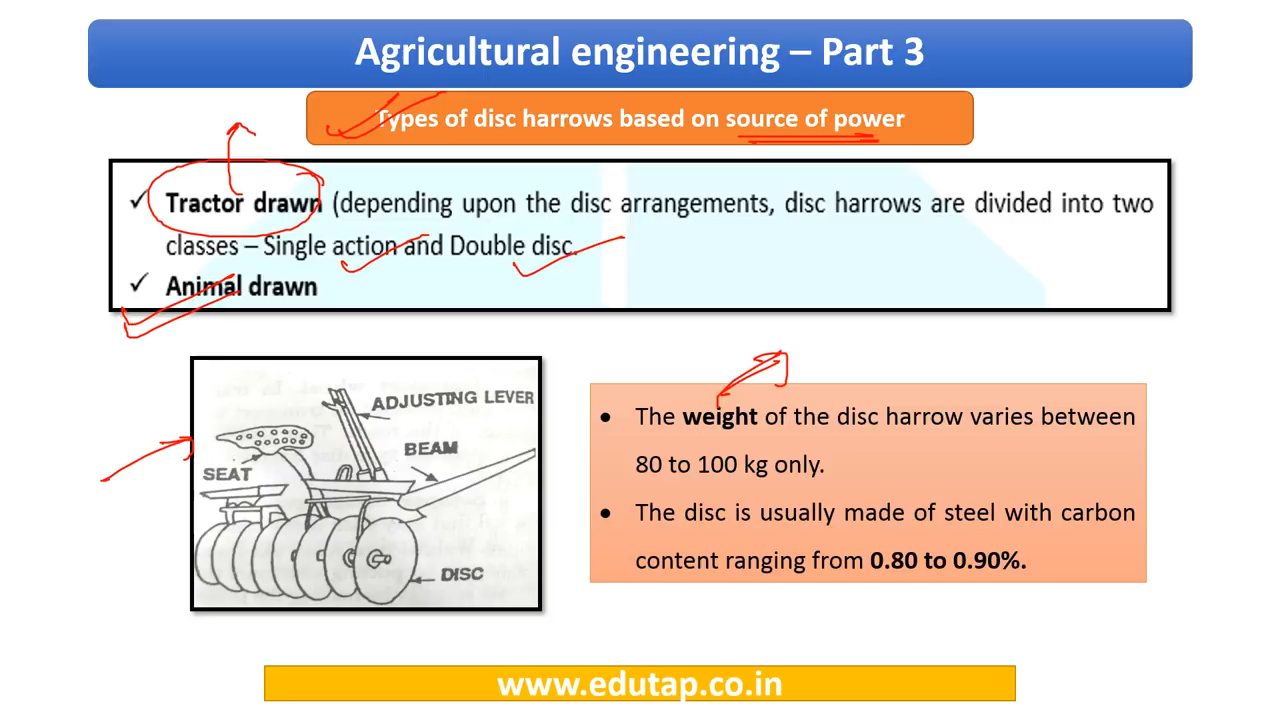 Agricultural engineering – Part 3
Types of disc harrows based on source of power
✓ Tractor drawn (depending upon the disc arrangements, disc harrows are divided into two
classes – Single action and Double disc.
✓ Animal drawn
ADJUSTING LEVER
BEAM
SEAT
DISC
• The weight of the disc harrow varies between
80 to 100 kg only.
• The disc is usually made of steel with carbon
content ranging from 0.80 to 0.90%.
www.edutap.co.in